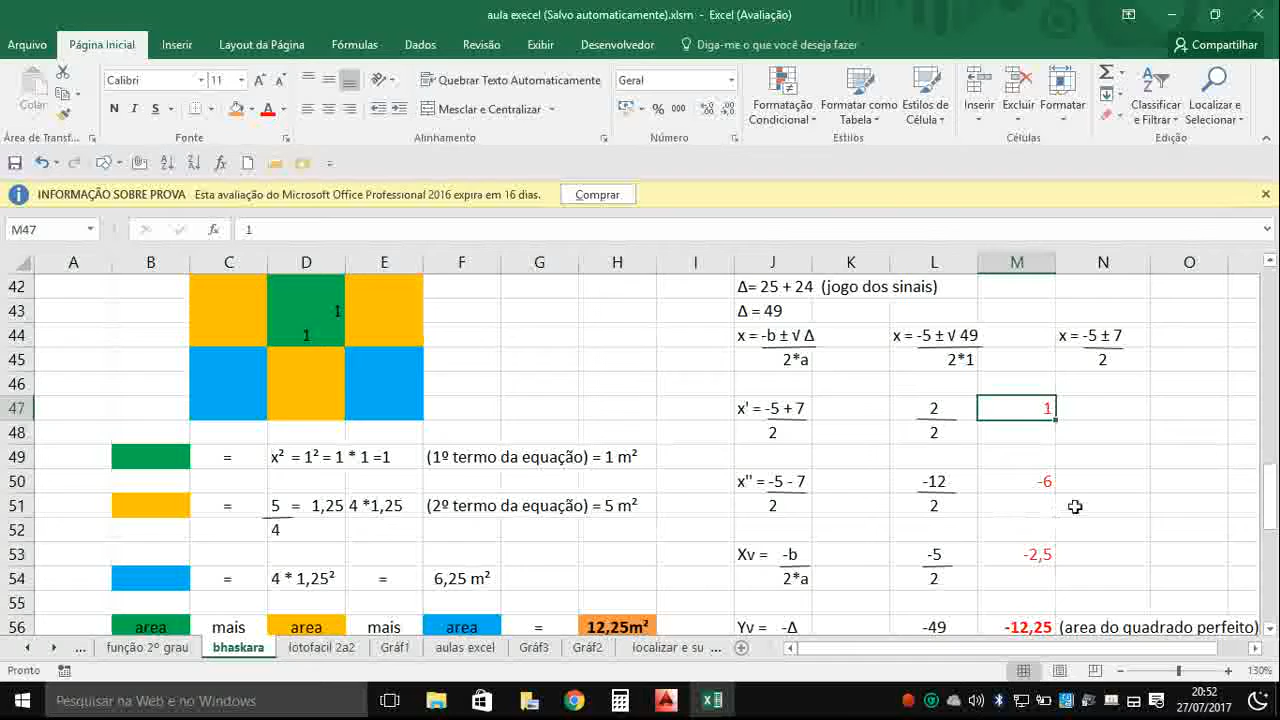 aula execel (Salvo automaticamente).xlsm - Excel (Avaliação)
Arquivo Página Inicial Inserir Layout da Página Fórmulas Dados Revisão Exibir Desenvolvedor Diga-me o que você deseja fazer Compartilhar
Colar Calibri 11 Quebrar Texto Automaticamente Geral
N I S Mesclar e Centralizar % 000
Formatação Condicional Formatar como Tabela Estilos de Célula Inserir Excluir Formatar Classificar e Filtrar Localizar e Selecionar
Área de Transf... Fonte Alinhamento Número Estilos Células Edição
INFORMAÇÃO SOBRE PROVA Esta avaliação do Microsoft Office Professional 2016 expira em 16 dias. Comprar
M47 fx 1
A B C D E F G H I J K L M N O
42 Δ= 25 + 24 (jogo dos sinais)
43 1 Δ = 49
44 1 x = -b ± √ Δ x = -5 ± √ 49 x = -5 ± 7
45 2*a 2*1 2
46
47 x' = -5 + 7 2 1
48 2 2
49 = x² = 1² = 1 * 1 =1 (1º termo da equação) = 1 m²
50 x'' = -5 - 7 -12 -6
51 = 5 = 1,25 4 *1,25 (2º termo da equação) = 5 m² 2 2
52 4
53 Xv = -b -5 -2,5
54 = 4 * 1,25² = 6,25 m² 2*a 2
55
56 area mais area mais area = 12,25m² Yv = -Δ -49 -12,25 (area do quadrado perfeito)
... função 2º grau bhaskara lotofacil 2a2 Gráf1 aulas excel Gráf3 Gráf2 localizar e su ...
Pronto 130%
Pesquisar na Web e no Windows 20:52
27/07/2017